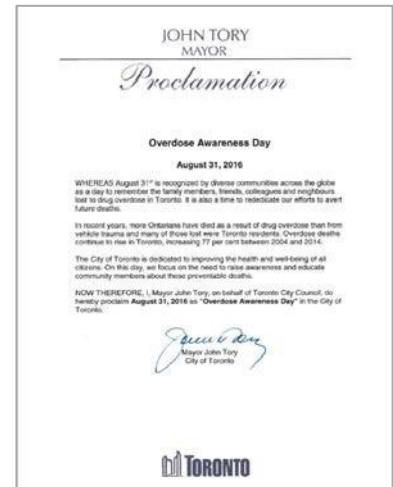 JOHN TORY
MAYOR
Proclamation
Overdose Awareness Day
August 31, 2016
WHEREAS August 31st is recognized by diverse communities across the globe
as a day to remember the family members, friends, colleagues and neighbours
lost to drug overdose in Toronto. It is also a time to rededicate our efforts to avert
future deaths.
In recent years, more Ontarians have died as a result of drug overdose than from
vehicle trauma and many of those lost were Toronto residents. Overdose deaths
continue to rise in Toronto, increasing 77 per cent between 2004 and 2014.
The City of Toronto is dedicated to improving the health and well-being of all
citizens. On this day, we focus on the need to raise awareness and educate
community members about these preventable deaths.
NOW THEREFORE, I, Mayor John Tory, on behalf of Toronto City Council, do
hereby proclaim August 31, 2016 as "Overdose Awareness Day" in the City of
Toronto.
Mayor John Tory
City of Toronto
TORONTO